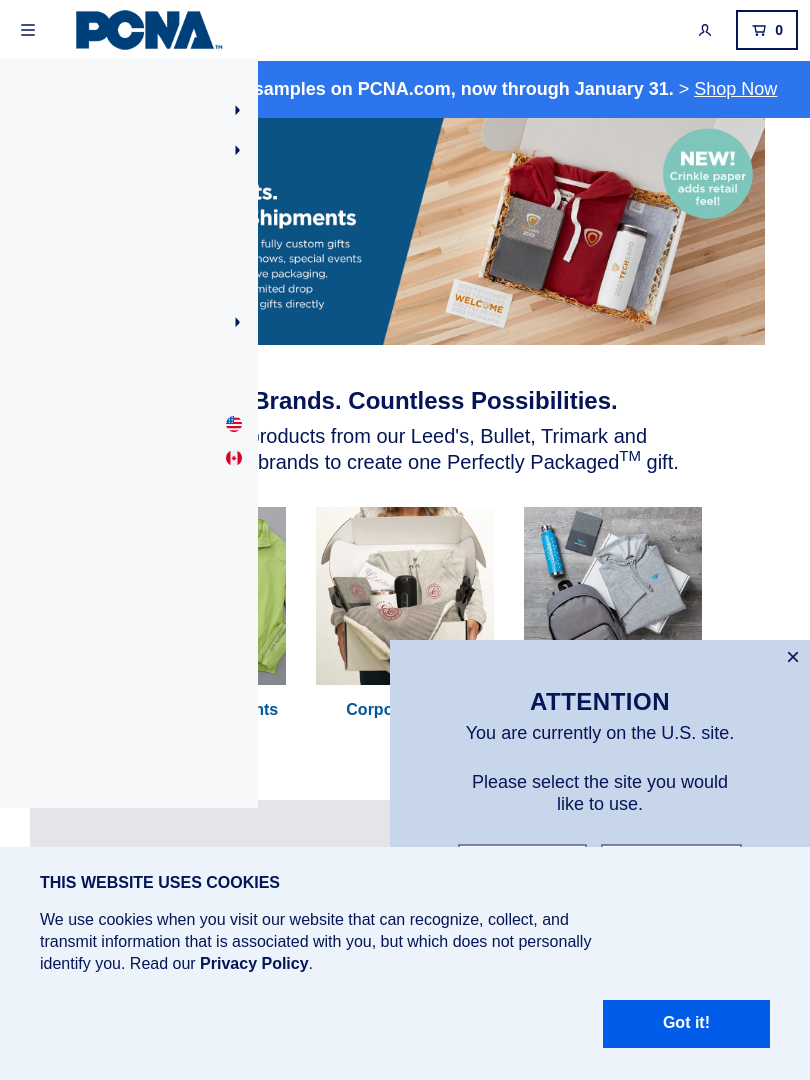 PCNA™
0
samples on PCNA.com, now through January 31. > Shop Now
ts.
Shipments
fully custom gifts
hows, special events
ve packaging.
mited drop
gifts directly
NEW!
Crinkle paper
adds retail
feel!
WELCOME
Brands. Countless Possibilities.
products from our Leed's, Bullet, Trimark and
brands to create one Perfectly Packaged™ gift.
nts
Corpo
ATTENTION
You are currently on the U.S. site.
Please select the site you would
like to use.
THIS WEBSITE USES COOKIES
We use cookies when you visit our website that can recognize, collect, and
transmit information that is associated with you, but which does not personally
identify you. Read our Privacy Policy.
Got it!